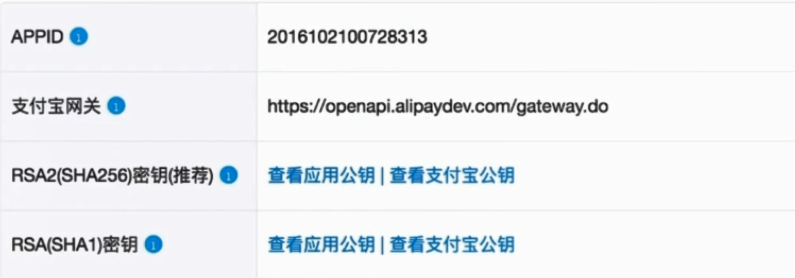 APPID
2016102100728313
支付宝网关
https://openapi.alipaydev.com/gateway.do
RSA2(SHA256)密钥(推荐)
查看应用公钥 | 查看支付宝公钥
RSA(SHA1)密钥
查看应用公钥 | 查看支付宝公钥